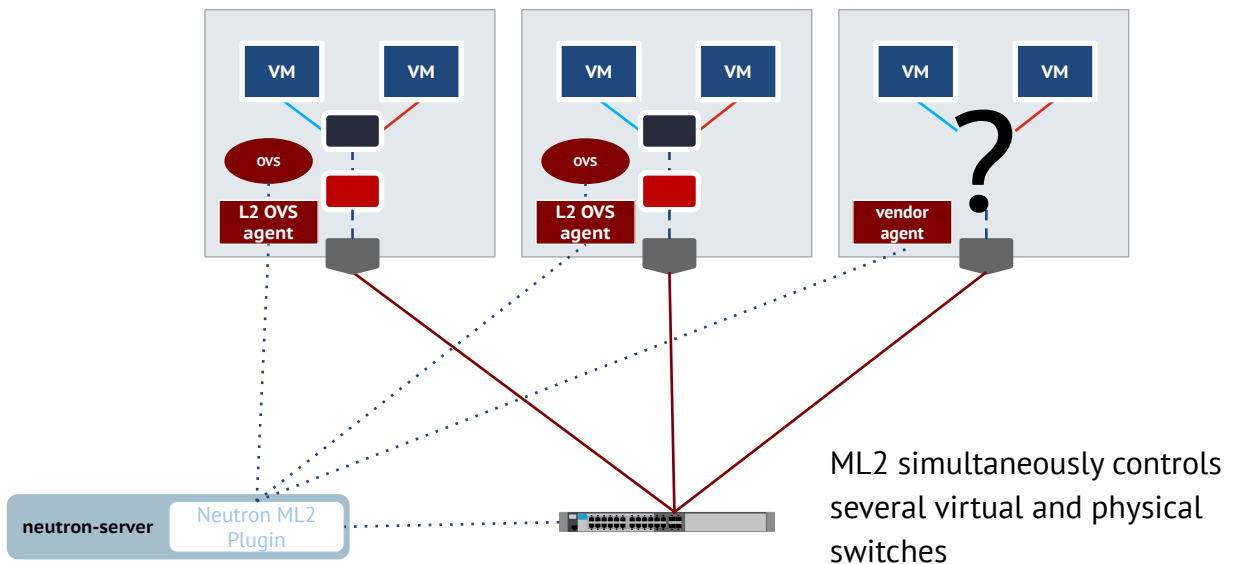 VM
VM
ovs
L2 OVS
agent
VM
VM
ovs
L2 OVS
agent
VM
VM
?
vendor
agent
neutron-server
Neutron ML2
Plugin
ML2 simultaneously controls
several virtual and physical
switches